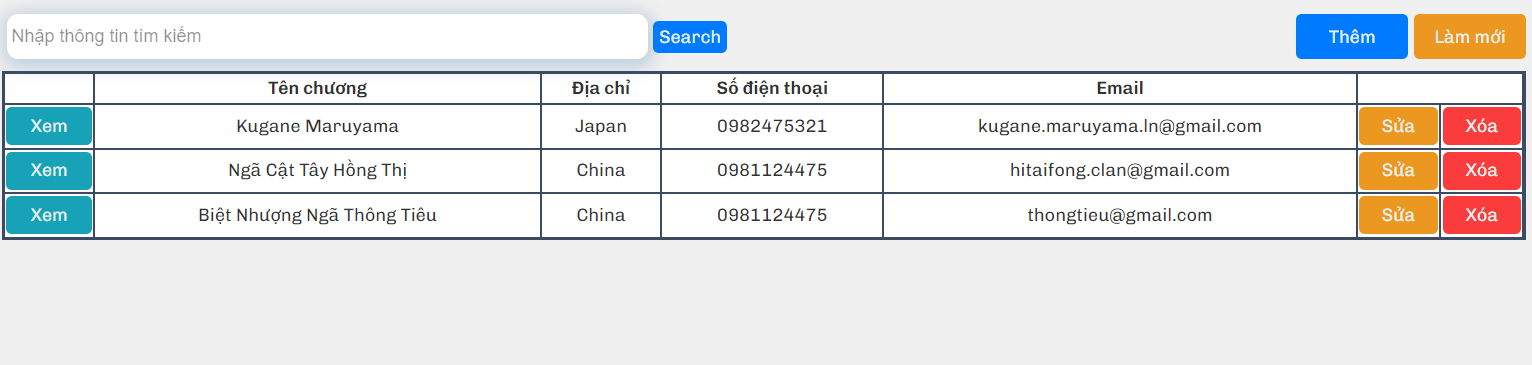 Nhập thông tin tìm kiếm Search Thêm Làm mới
Tên chương Địa chỉ Số điện thoại Email
Xem Kugane Maruyama Japan 0982475321 kugane.maruyama.ln@gmail.com Sửa Xóa
Xem Ngã Cật Tây Hồng Thị China 0981124475 hitaifong.clan@gmail.com Sửa Xóa
Xem Biệt Nhượng Ngã Thông Tiêu China 0981124475 thongtieu@gmail.com Sửa Xóa